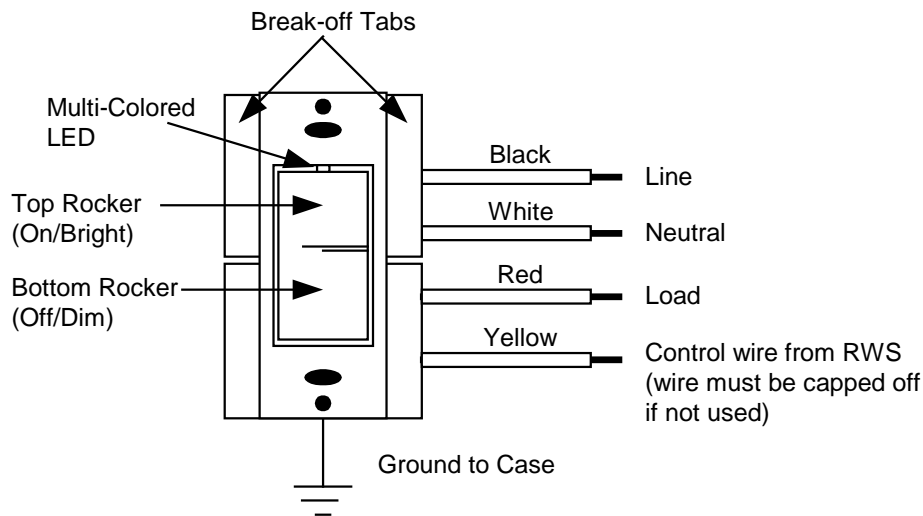 Break-off Tabs
Multi-Colored
LED
Top Rocker
(On/Bright)
Bottom Rocker
(Off/Dim)
Black
Line
White
Neutral
Red
Load
Yellow
Control wire from RWS
(wire must be capped off
if not used)
Ground to Case